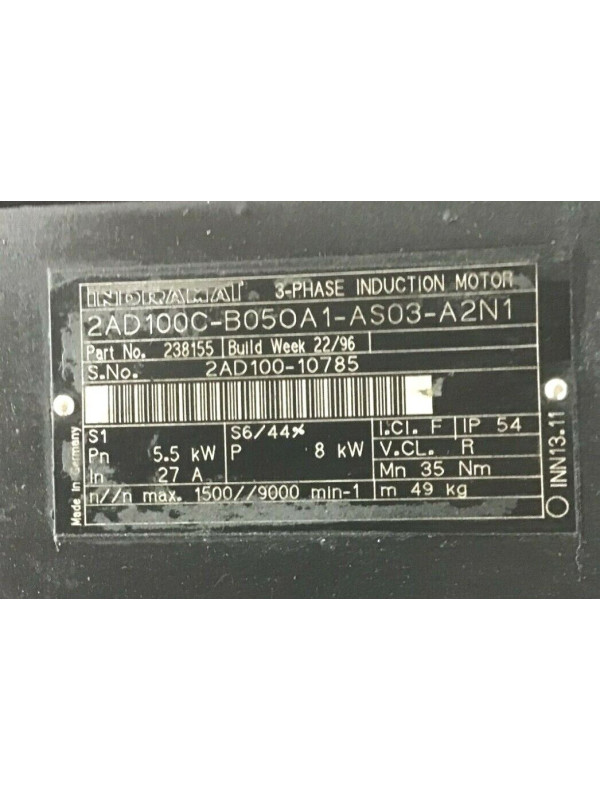 INDRAMAT 3-PHASE INDUCTION MOTOR
2AD100C-B050A1-AS03-A2N1
Part No. 238155 Build Week 22/96
S.No. 2AD100-10785
S1 S6/44% I.Cl. F IP 54
Pn 5.5 kW P 8 kW V.CL. R
In 27 A Mn 35 Nm
n//n max. 1500//9000 min-1 m 49 kg
Made in Germany
INN13.11